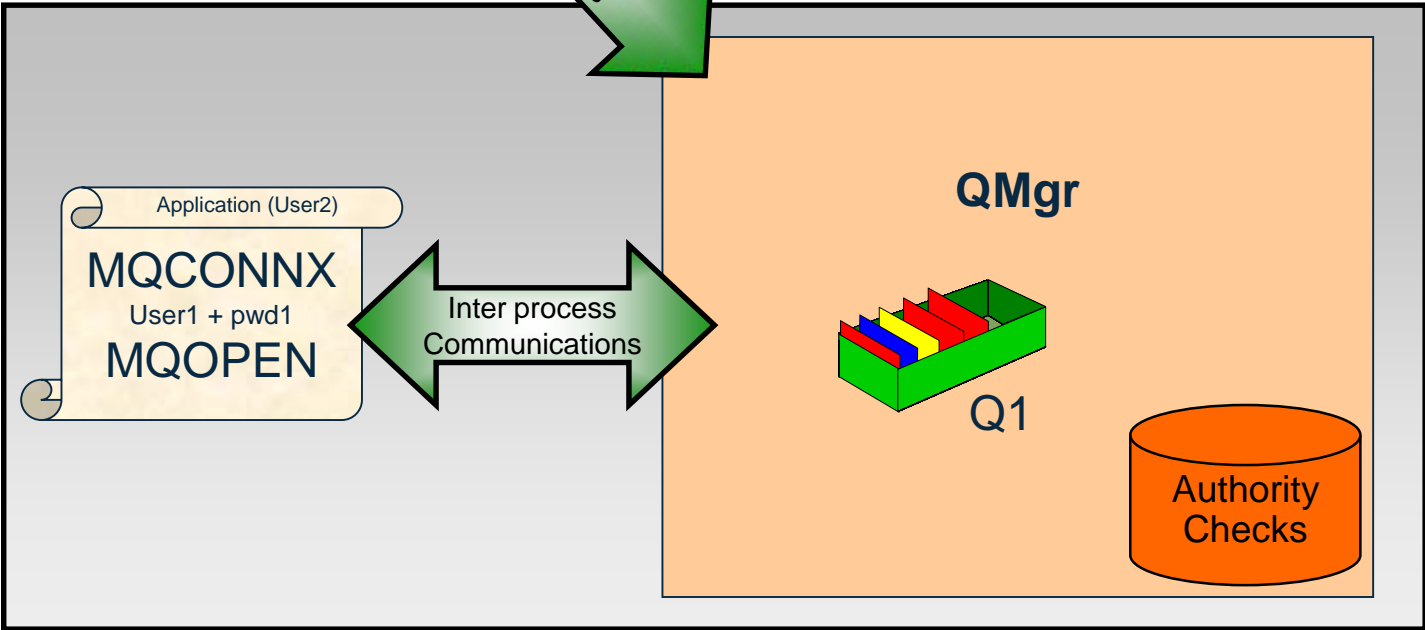 Application (User2)
MQCONNX
User1 + pwd1
MQOPEN
Inter process
Communications
QMgr
Q1
Authority
Checks